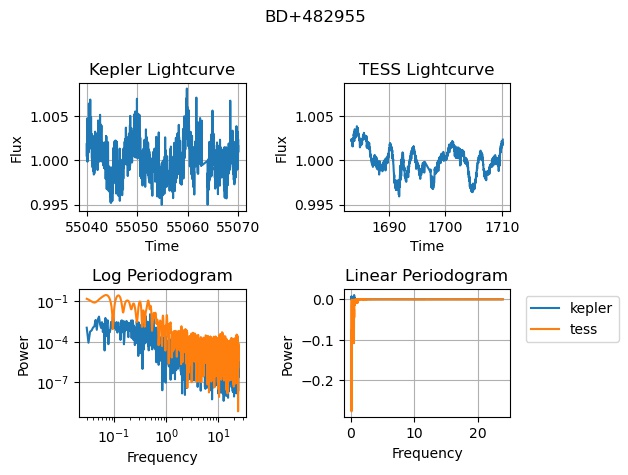 BD+482955
Kepler Lightcurve
TESS Lightcurve
1.005
1.000
0.995
Flux
55040 55050 55060 55070
Time
1.005
1.000
0.995
Flux
1690 1700 1710
Time
Log Periodogram
Linear Periodogram
10⁻¹
10⁻⁴
10⁻⁷
Power
10⁻¹ 10⁰ 10¹
Frequency
0.0
−0.1
−0.2
Power
0 20
Frequency
kepler
tess